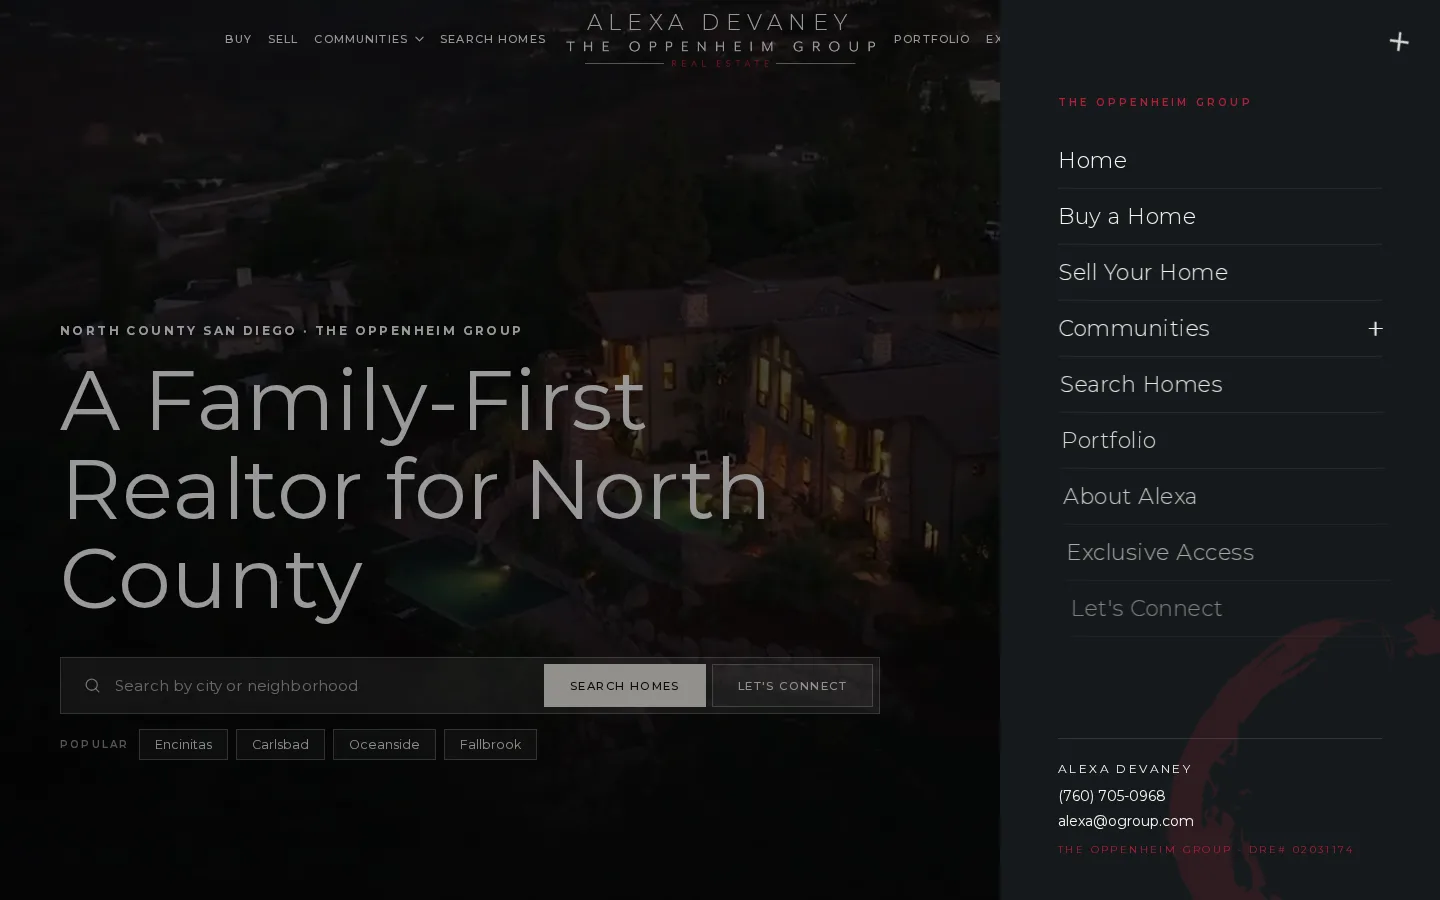 BUY SELL COMMUNITIES SEARCH HOMES
ALEXA DEVANEY
THE OPPENHEIM GROUP
REAL ESTATE
PORTFOLIO EX
NORTH COUNTY SAN DIEGO · THE OPPENHEIM GROUP
A Family-First
Realtor for North
County
Search by city or neighborhood
SEARCH HOMES
LET'S CONNECT
POPULAR Encinitas Carlsbad Oceanside Fallbrook
THE OPPENHEIM GROUP
Home
Buy a Home
Sell Your Home
Communities +
Search Homes
Portfolio
About Alexa
Exclusive Access
Let's Connect
ALEXA DEVANEY
(760) 705-0968
alexa@ogroup.com
THE OPPENHEIM GROUP · DRE# 02031174